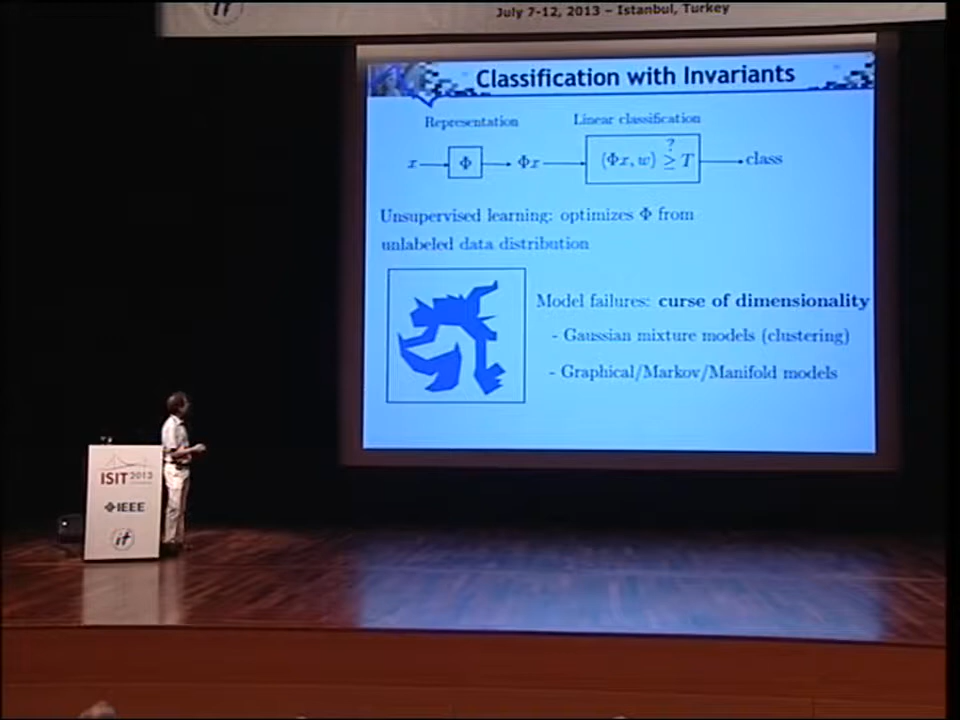 it
July 7-12, 2013 – Istanbul, Turkey
Classification with Invariants
Representation
Linear classification
x
Φ
Φx
⟨Φx, w⟩ ≥ T
?
class
Unsupervised learning: optimizes Φ from
unlabeled data distribution
Model failures: curse of dimensionality
- Gaussian mixture models (clustering)
- Graphical/Markov/Manifold models
ISIT 2013
IEEE
it